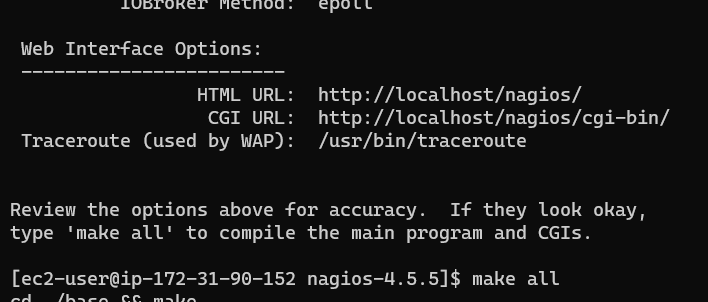 IOBroker Method:  epoll
Web Interface Options:
------------------------
HTML URL:  http://localhost/nagios/
CGI URL:  http://localhost/nagios/cgi-bin/
Traceroute (used by WAP):  /usr/bin/traceroute
Review the options above for accuracy.  If they look okay,
type 'make all' to compile the main program and CGIs.
[ec2-user@ip-172-31-90-152 nagios-4.5.5]$ make all
cd ./base && make